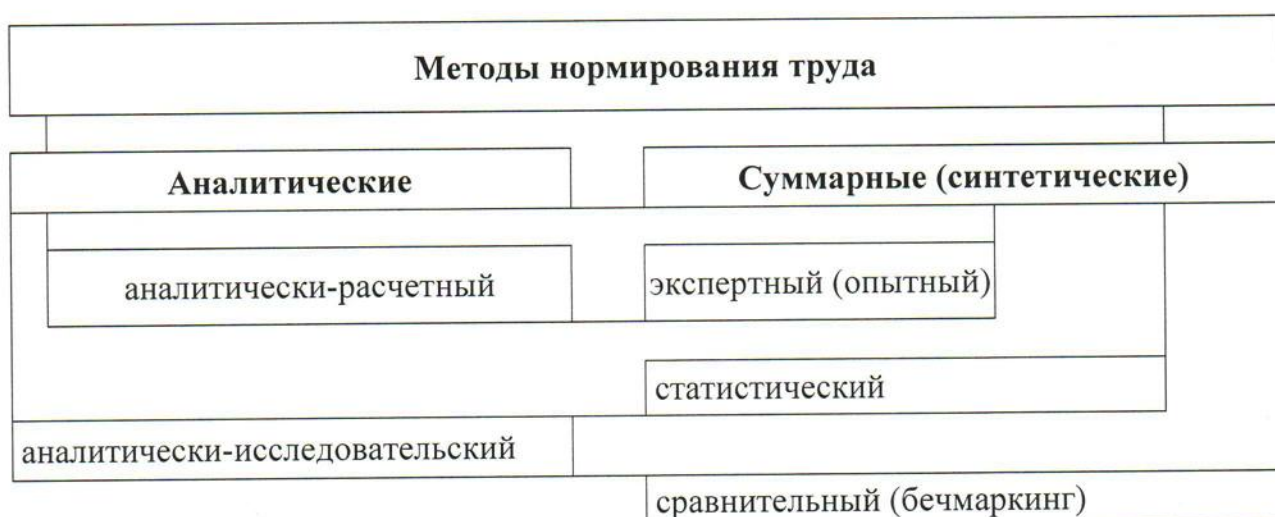 Методы нормирования труда
Аналитические
Суммарные (синтетические)
аналитически-расчетный
экспертный (опытный)
статистический
аналитически-исследовательский
сравнительный (бечмаркинг)